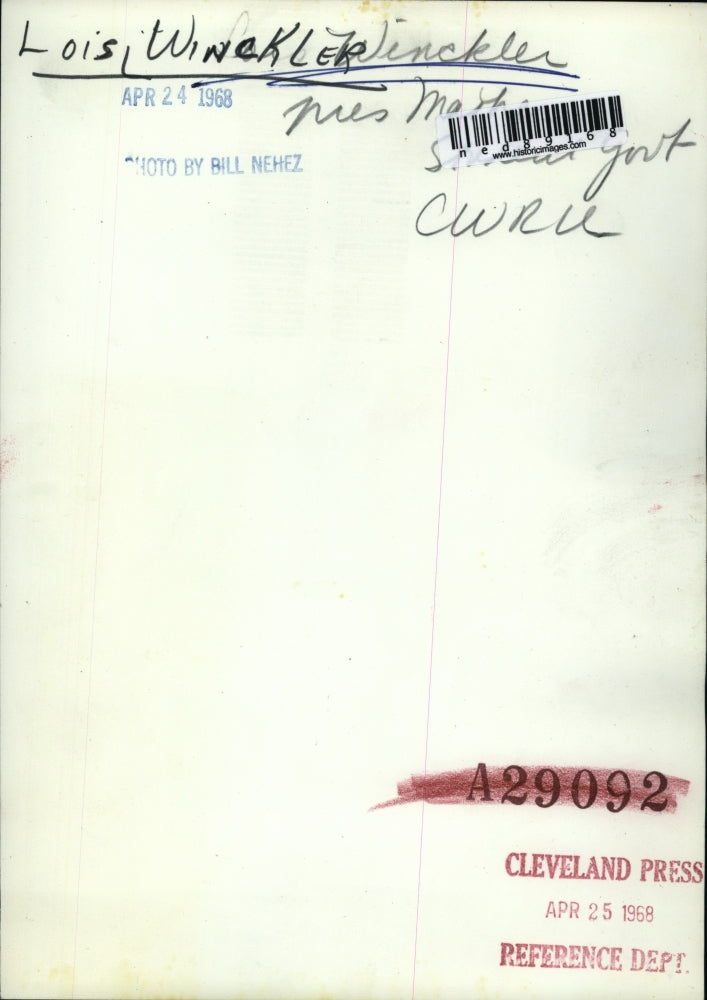 Lois, WINCKLER Winckler
APR 24 1968
pres
PHOTO BY BILL NEHEZ
ned89168
www.historicimages.com
govt
CWRU
A29092
CLEVELAND PRESS
APR 25 1968
REFERENCE DEPT.